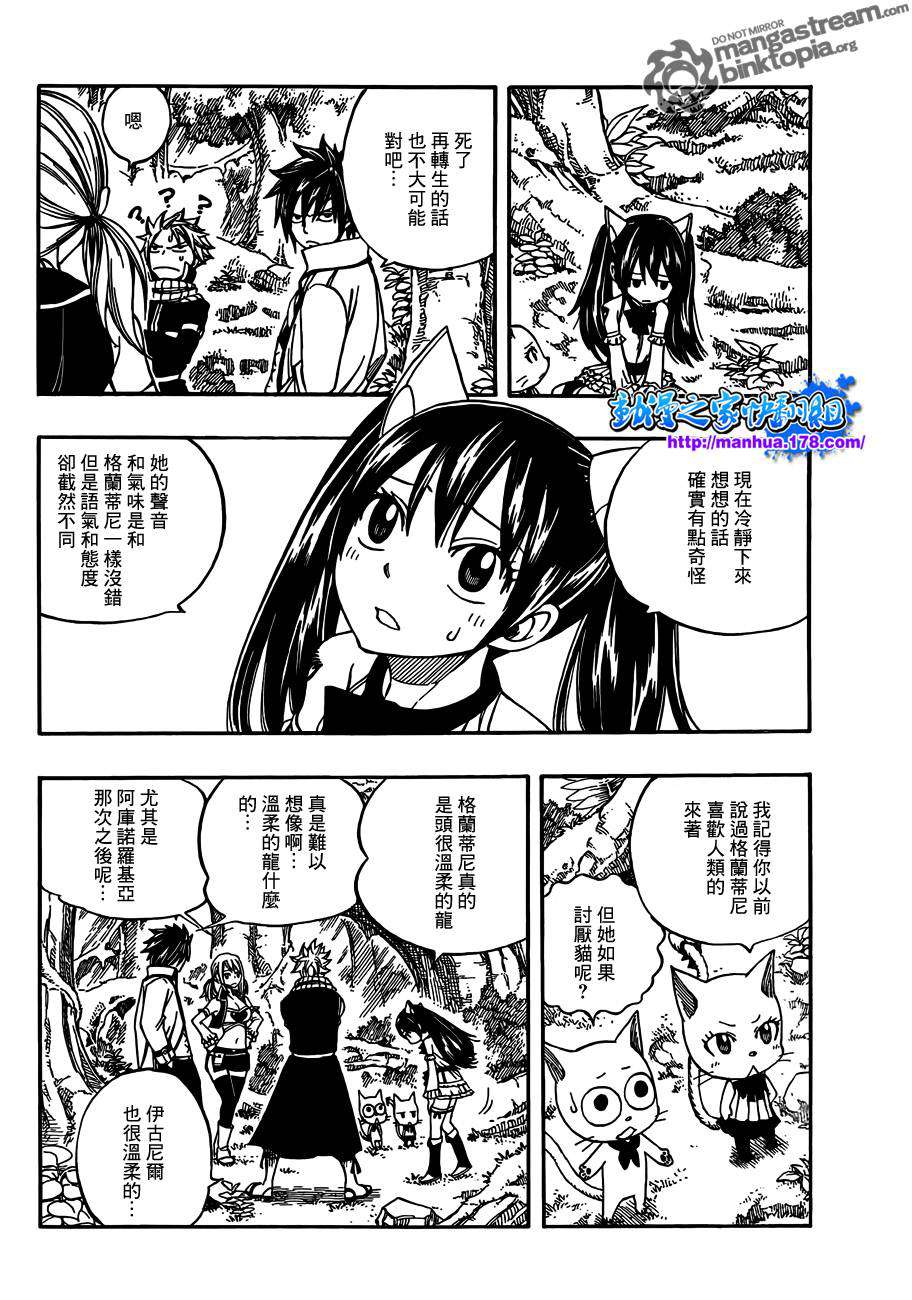 DO NOT MIRROR
mangastream.com
binktopia.org
死了
再轉生的話
也不大可能
對吧…
嗯
動漫之家快翻組
http://manhua.178.com/
現在冷靜下來
想想的話
確實有點奇怪
她的聲音
和氣味是和
格蘭蒂尼一樣沒錯
但是語氣和態度
卻截然不同
我記得你以前
說過格蘭蒂尼
喜歡人類的
來著
但她如果
討厭貓呢?
格蘭蒂尼真的
是頭很溫柔的龍
真是難以
想像啊…
溫柔的龍什麼
的…
尤其是
阿庫諾羅基亞
那次之後呢…
伊古尼爾
也很溫柔的…
? ? ?